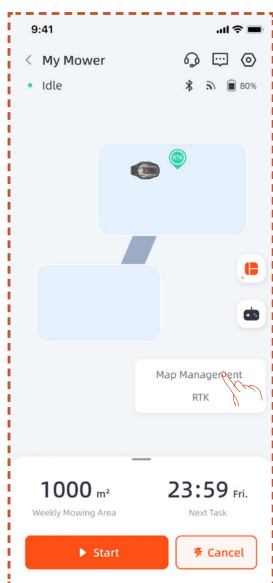 9:41
My Mower
Idle
80%
RTK
Map Management
RTK
1000 m²
23:59 Fri.
Weekly Mowing Area
Next Task
Start
Cancel